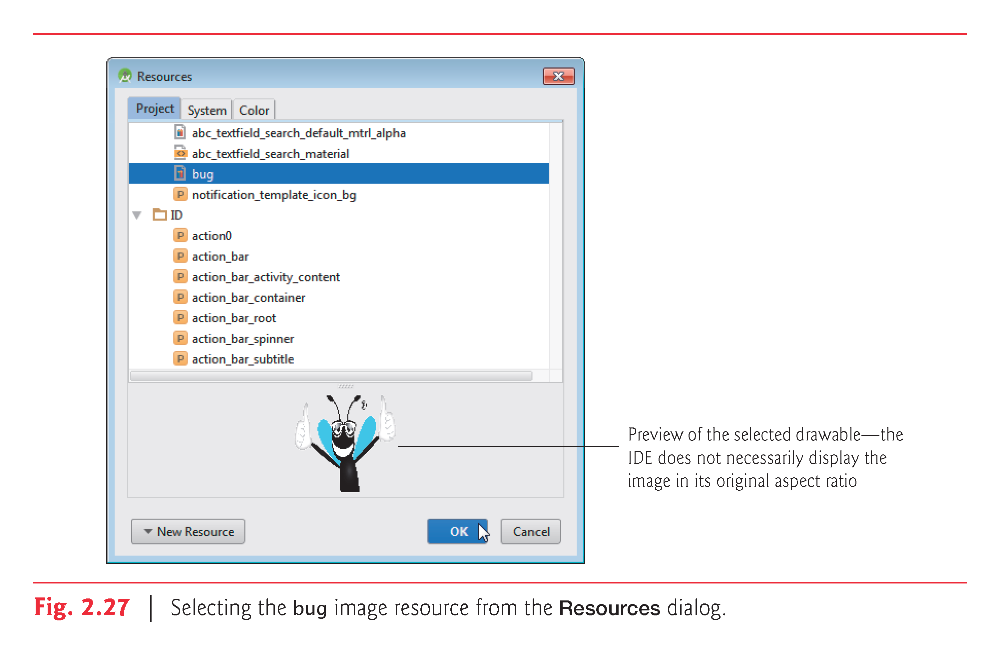 Resources
Project System Color
abc_textfield_search_default_mtrl_alpha
abc_textfield_search_material
bug
P notification_template_icon_bg
ID
P action0
P action_bar
P action_bar_activity_content
P action_bar_container
P action_bar_root
P action_bar_spinner
P action_bar_subtitle
Preview of the selected drawable—the
IDE does not necessarily display the
image in its original aspect ratio
New Resource OK Cancel
Fig. 2.27 | Selecting the bug image resource from the Resources dialog.